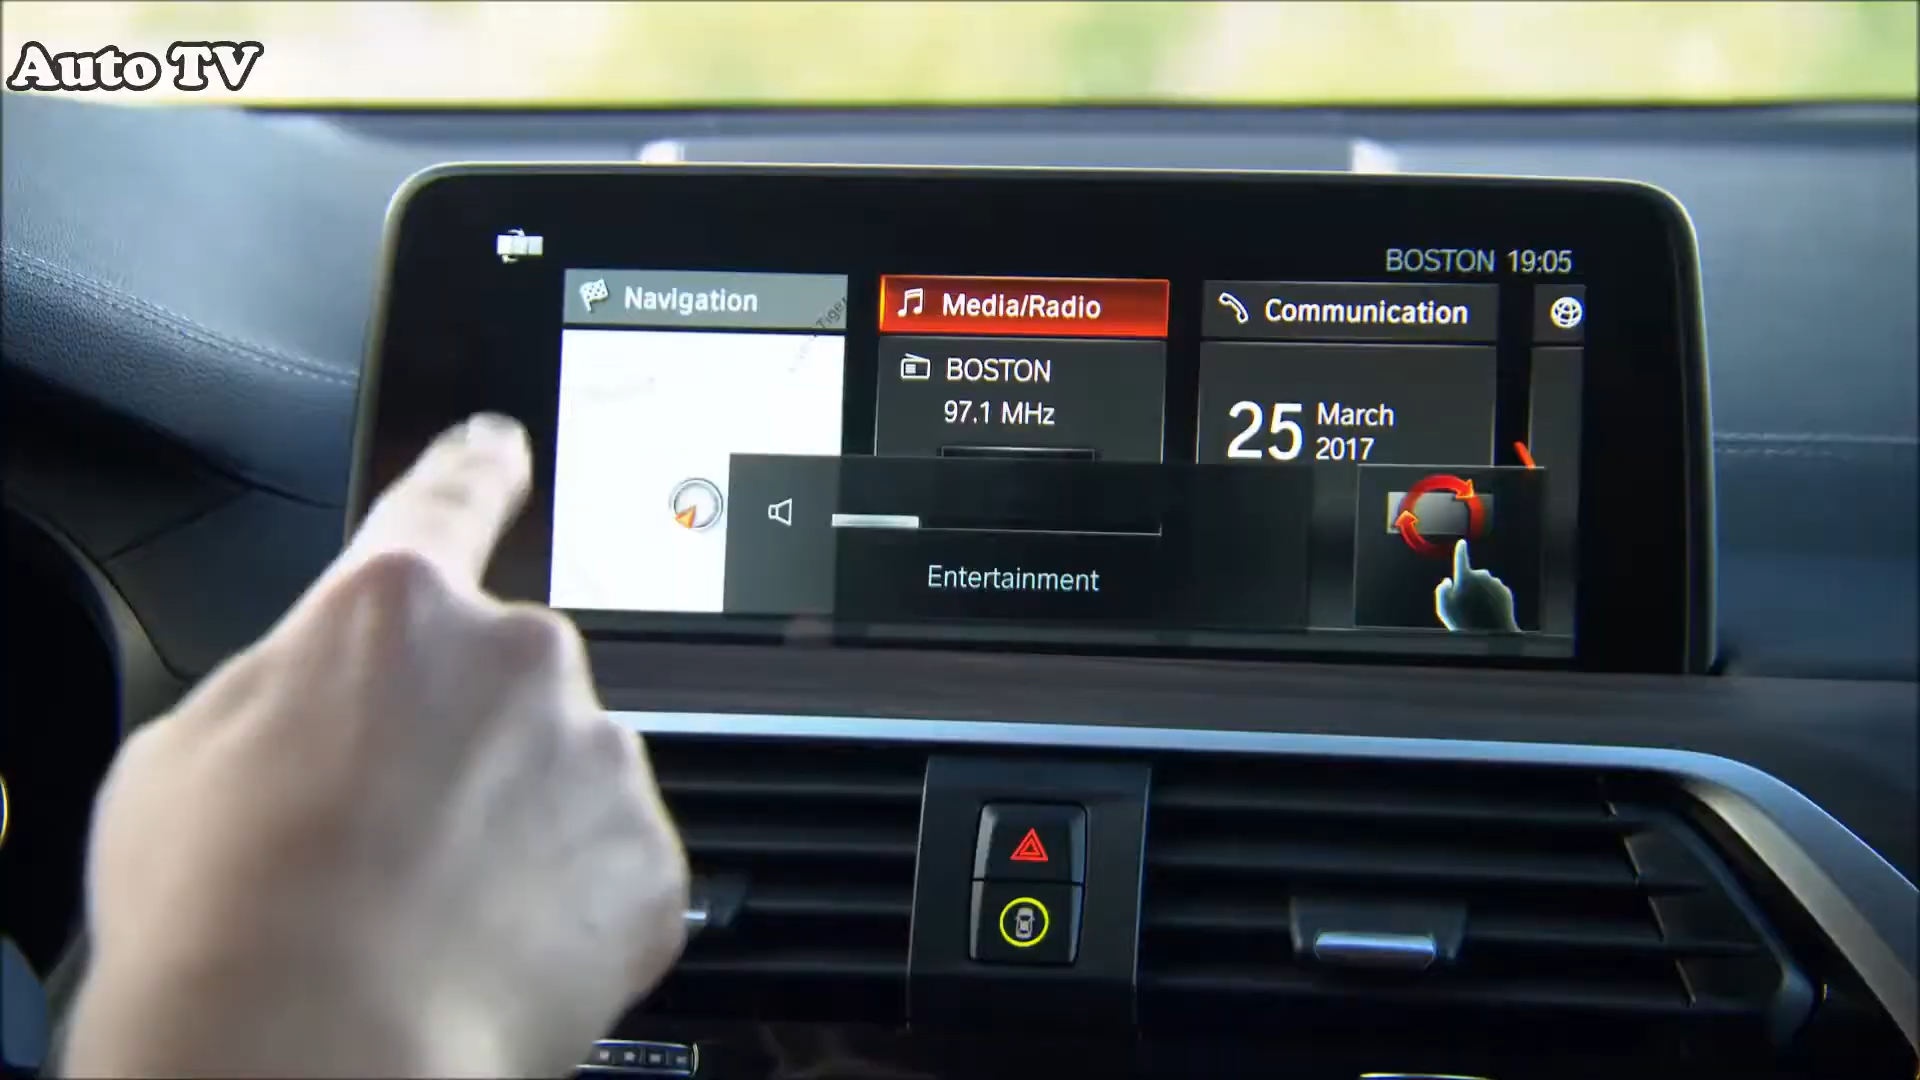 Auto TV
BOSTON 19:05
Navigation
Media/Radio
Communication
BOSTON
97.1 MHz
25 March
2017
Entertainment